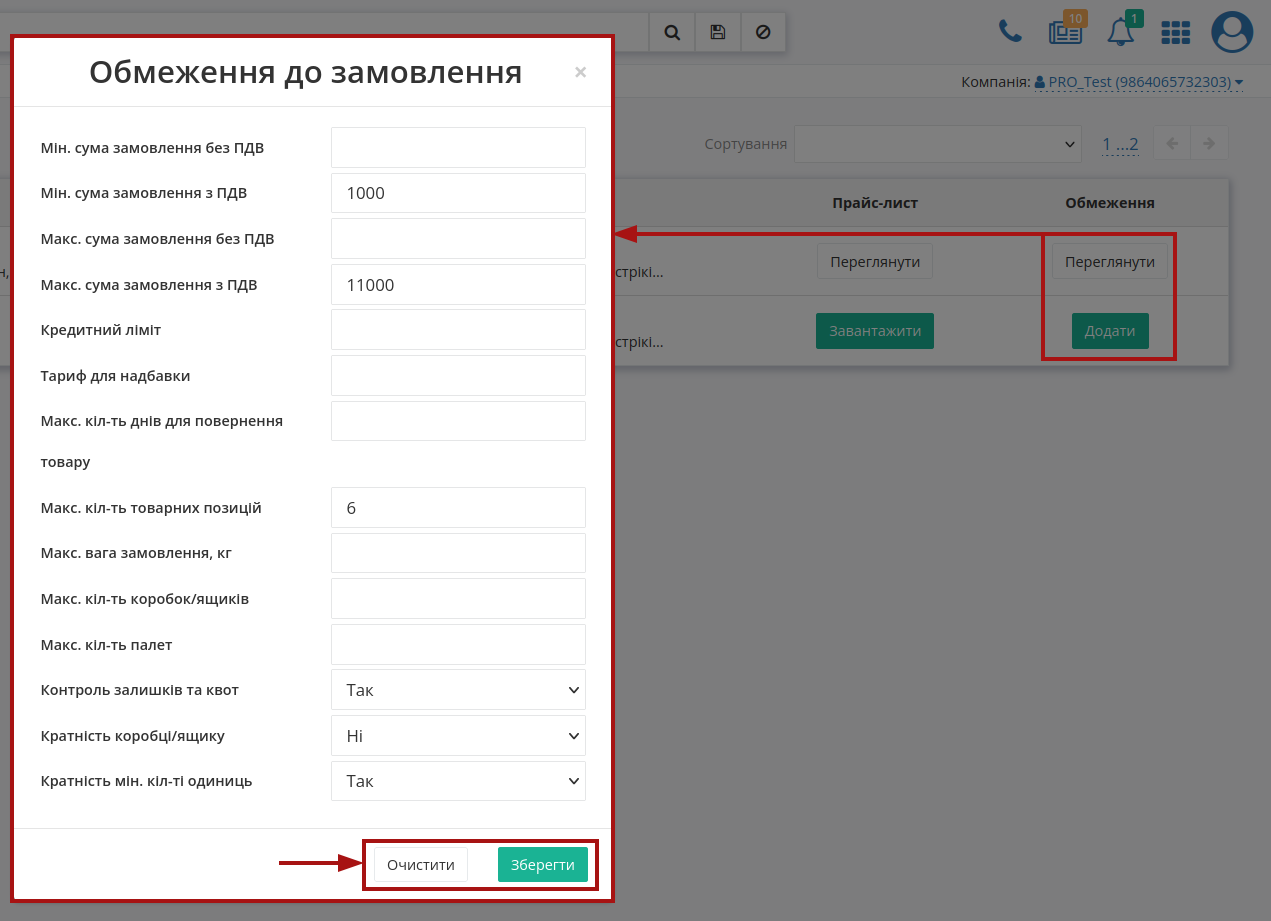 10
1
Компанія: PRO_Test (9864065732303)
Сортування
1 ...2
Прайс-лист Обмеження
н,
стрікі... Переглянути Переглянути
стрікі... Завантажити Додати
Обмеження до замовлення ×
Мін. сума замовлення без ПДВ
Мін. сума замовлення з ПДВ 1000
Макс. сума замовлення без ПДВ
Макс. сума замовлення з ПДВ 11000
Кредитний ліміт
Тариф для надбавки
Макс. кіл-ть днів для повернення
товару
Макс. кіл-ть товарних позицій 6
Макс. вага замовлення, кг
Макс. кіл-ть коробок/ящиків
Макс. кіл-ть палет
Контроль залишків та квот Так
Кратність коробці/ящику Ні
Кратність мін. кіл-ті одиниць Так
Очистити Зберегти